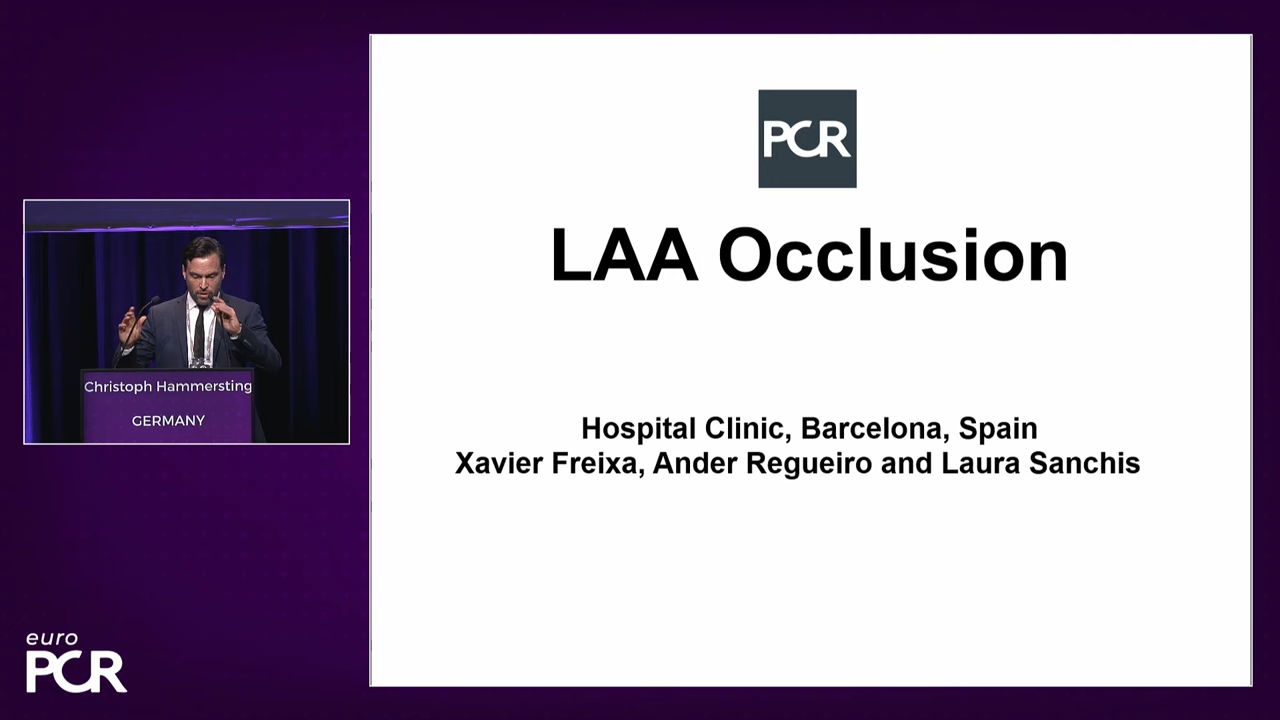 PCR
LAA Occlusion
Hospital Clinic, Barcelona, Spain
Xavier Freixa, Ander Regueiro and Laura Sanchis
Christoph Hammersting
GERMANY
euro
PCR